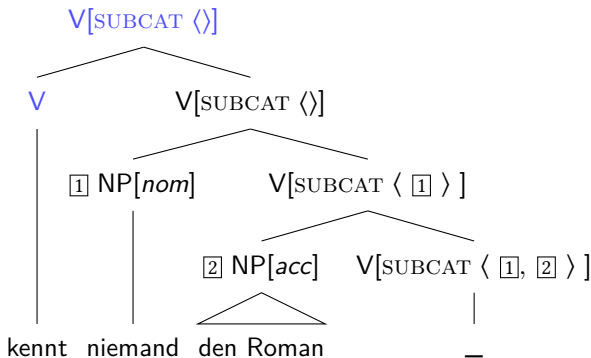 V[SUBCAT ⟨⟩]
V V[SUBCAT ⟨⟩]
1 NP[nom] V[SUBCAT ⟨ 1 ⟩ ]
2 NP[acc] V[SUBCAT ⟨ 1, 2 ⟩ ]
kennt niemand den Roman _